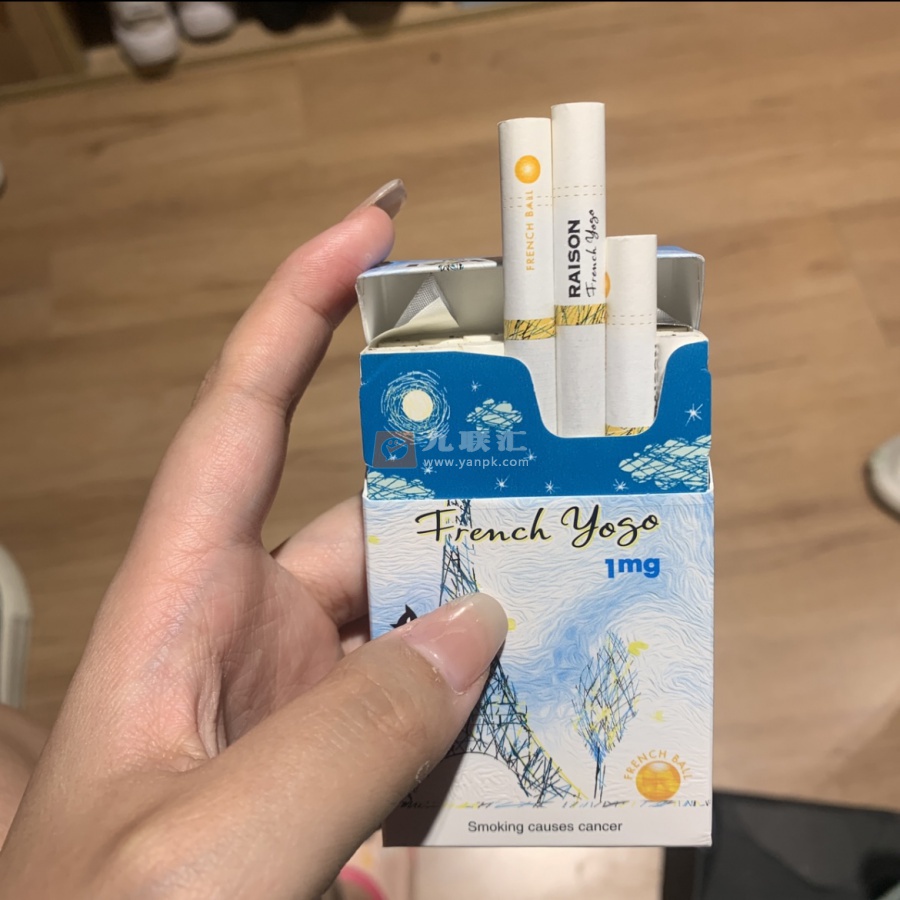 FRENCH BALL
RAISON
French Yogo
九联汇
www.yanpk.com
French Yogo
1mg
FRENCH BALL
Smoking causes cancer